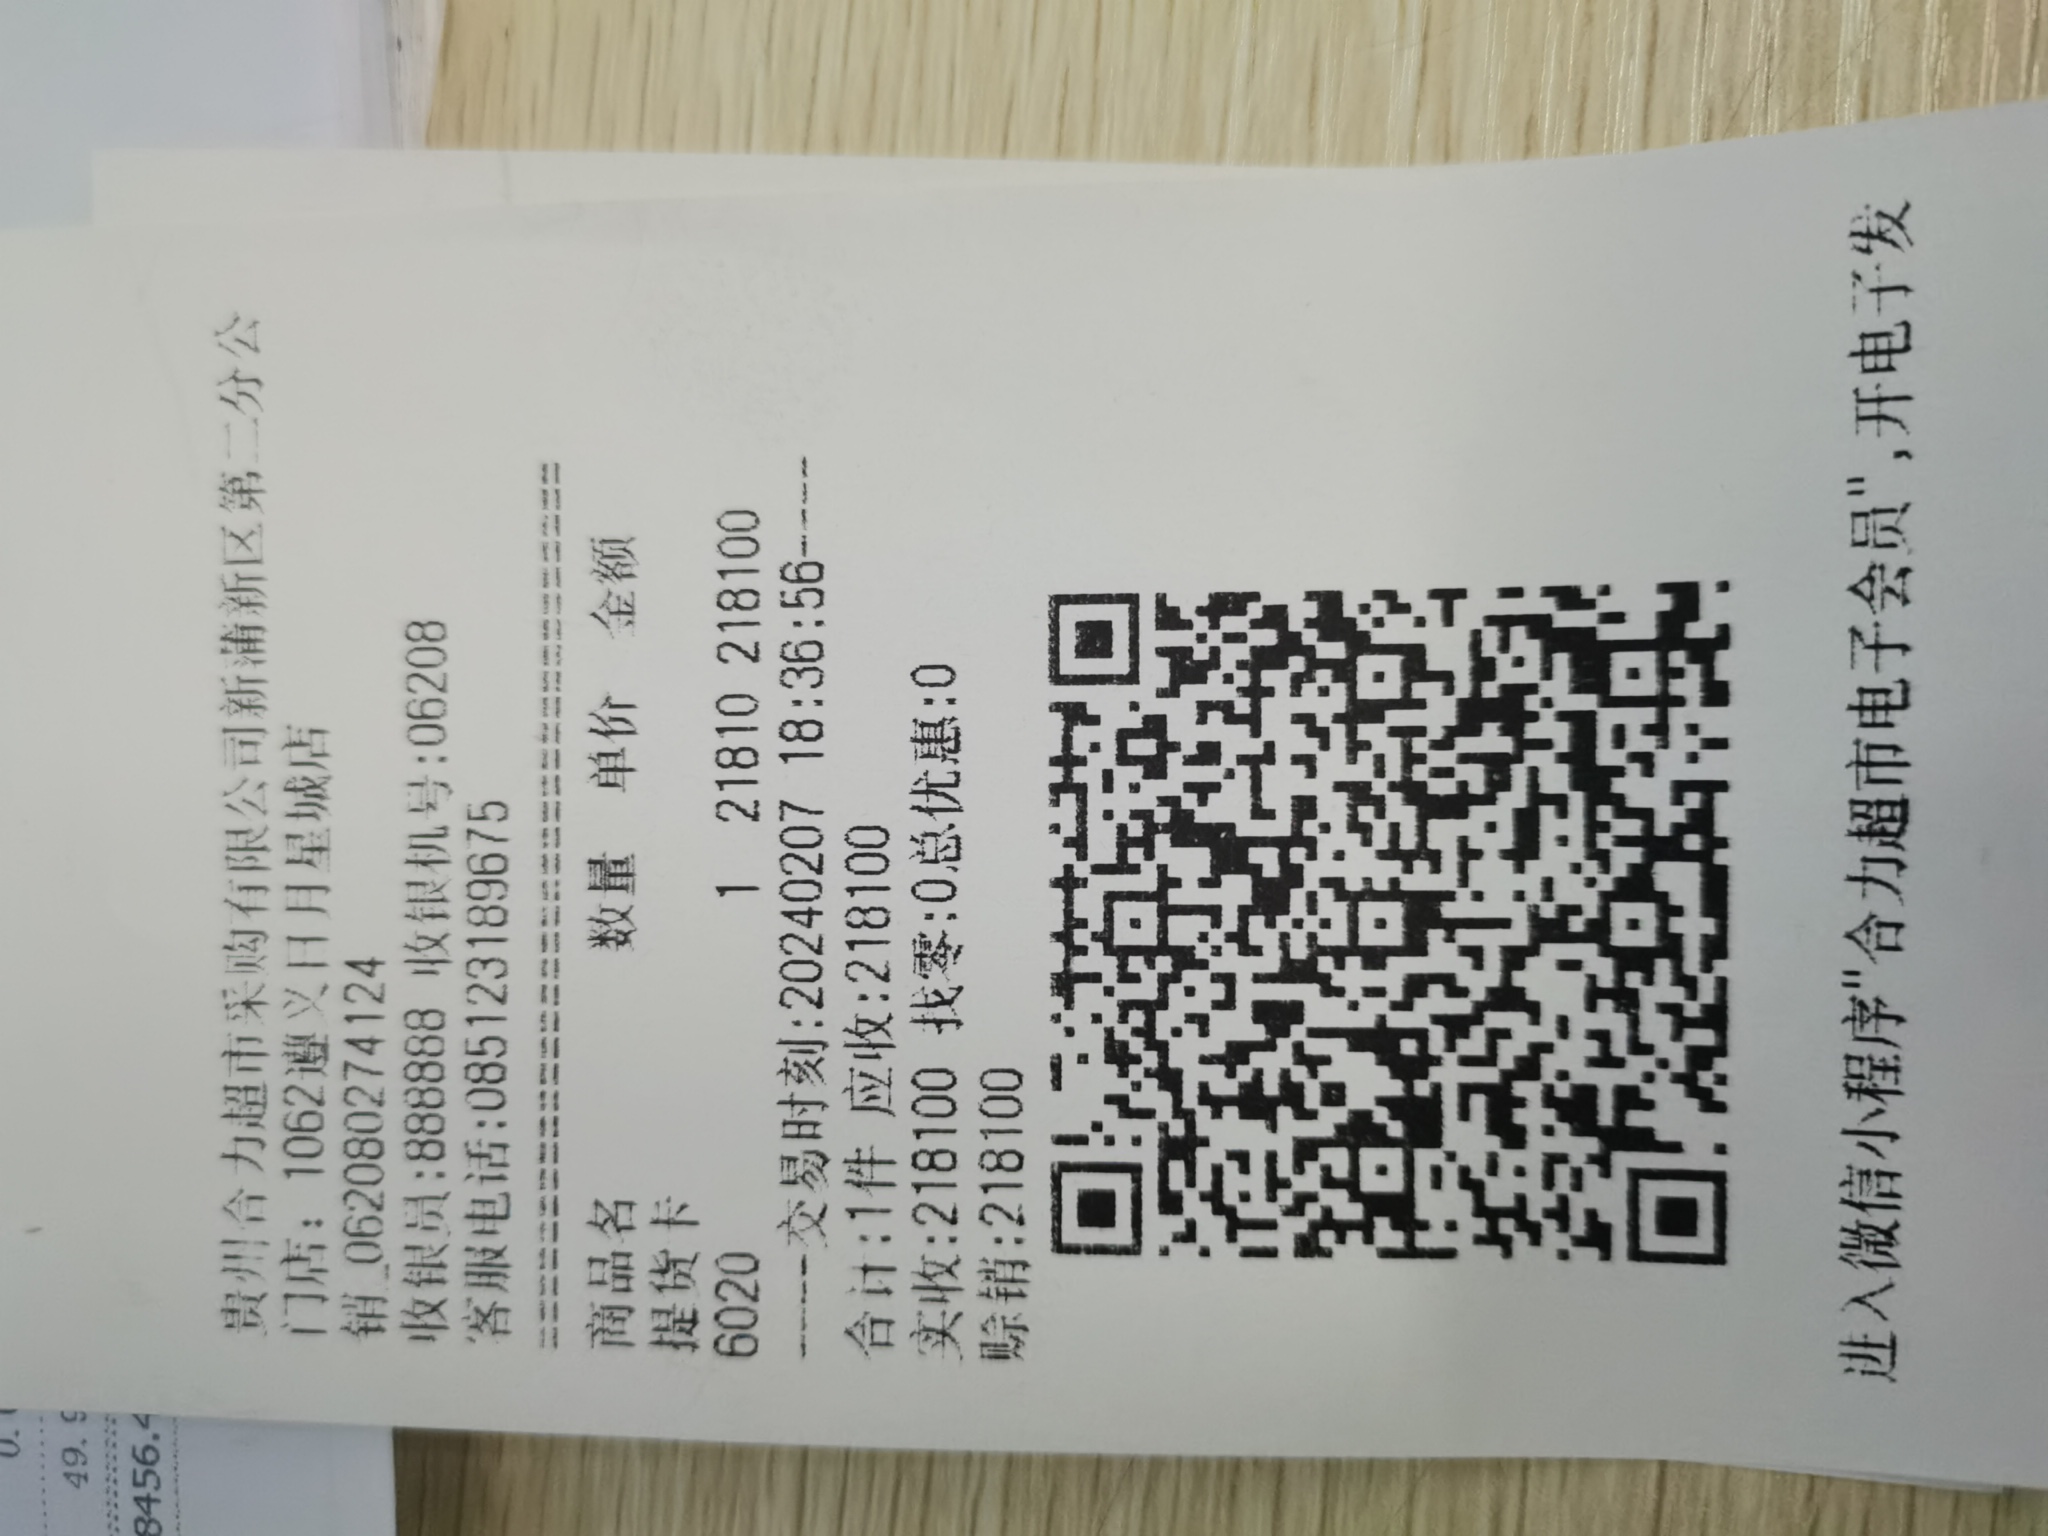 贵州合力超市采购有限公司新蒲新区第二分公
门店: 1062遵义日月星城店
销_062080274124
收银员:88888 收银机号:06208
客服电话:085123189675
================================
商品名 数量 单价 金额
提货卡
6020 1 21810 218100
-----交易时刻:20240207 18:36:56-----
合计:1件 应收:218100
实收:218100 找零:0总优惠:0
赊销:218100
进入微信小程序"合力超市电子会员",开电子发
49.9
8456.4